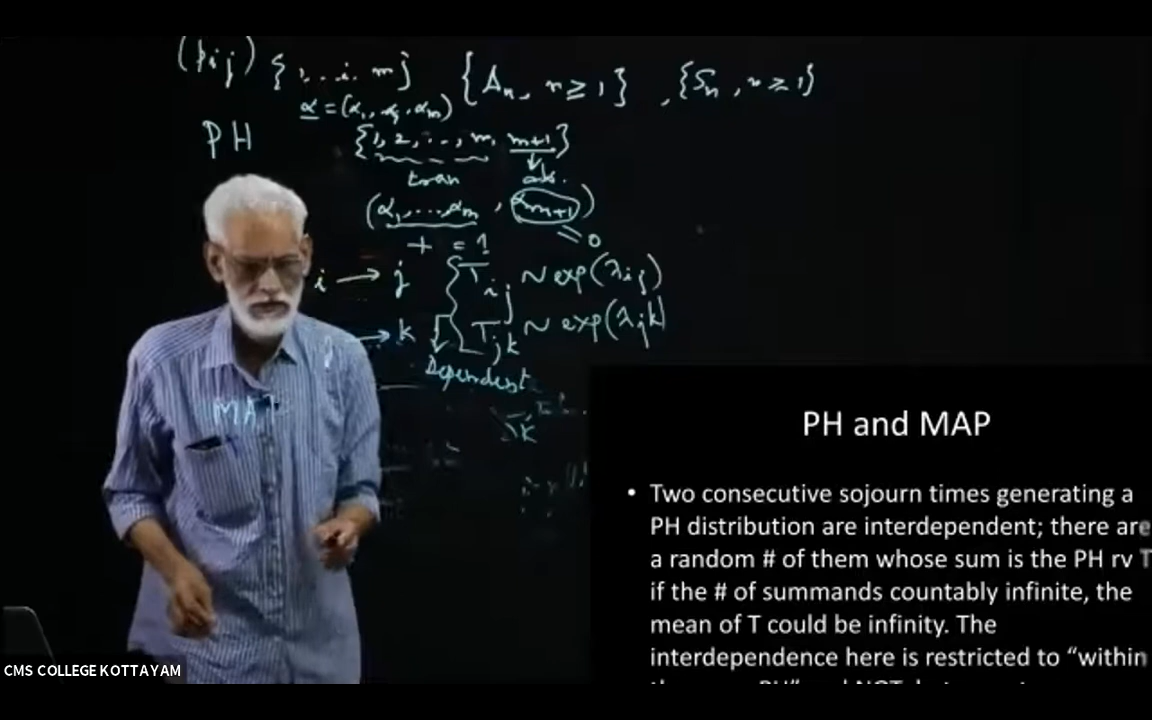 (pij) {1, ..i.. m} {An, n ≥ 1}, {Sn, n ≥ 1}
α = (α1, , αm)
PH {1, 2, ..., m, m+1}
tran ab.
(α1, ..., αm, αm+1)
+ = 1 = 0
i → j Tij ~ exp(λij)
→ k Tjk ~ exp(λjk)
Dependent
MA
k
PH and MAP
• Two consecutive sojourn times generating a
PH distribution are interdependent; there are
a random # of them whose sum is the PH rv T
if the # of summands countably infinite, the
mean of T could be infinity. The
interdependence here is restricted to “within
CMS COLLEGE KOTTAYAM